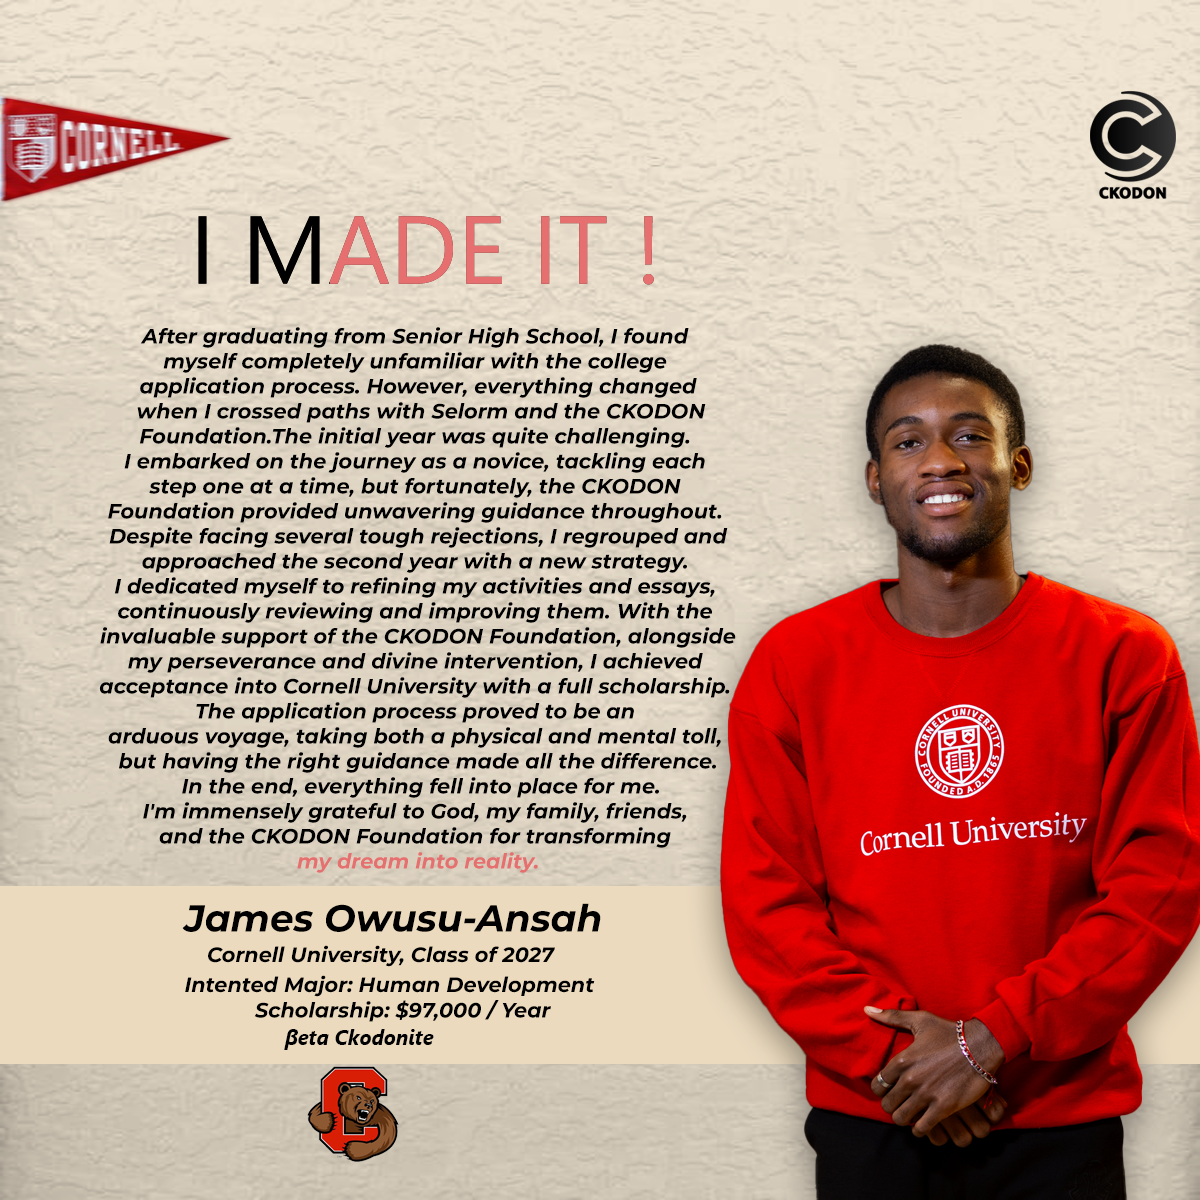 CORNELL
CKODON
I MADE IT !
After graduating from Senior High School, I found
myself completely unfamiliar with the college
application process. However, everything changed
when I crossed paths with Selorm and the CKODON
Foundation.The initial year was quite challenging.
I embarked on the journey as a novice, tackling each
step one at a time, but fortunately, the CKODON
Foundation provided unwavering guidance throughout.
Despite facing several tough rejections, I regrouped and
approached the second year with a new strategy.
I dedicated myself to refining my activities and essays,
continuously reviewing and improving them. With the
invaluable support of the CKODON Foundation, alongside
my perseverance and divine intervention, I achieved
acceptance into Cornell University with a full scholarship.
The application process proved to be an
arduous voyage, taking both a physical and mental toll,
but having the right guidance made all the difference.
In the end, everything fell into place for me.
I'm immensely grateful to God, my family, friends,
and the CKODON Foundation for transforming
my dream into reality.
CORNELL UNIVERSITY
FOUNDED A.D. 1865
Cornell University
James Owusu-Ansah
Cornell University, Class of 2027
Intented Major: Human Development
Scholarship: $97,000 / Year
βeta Ckodonite